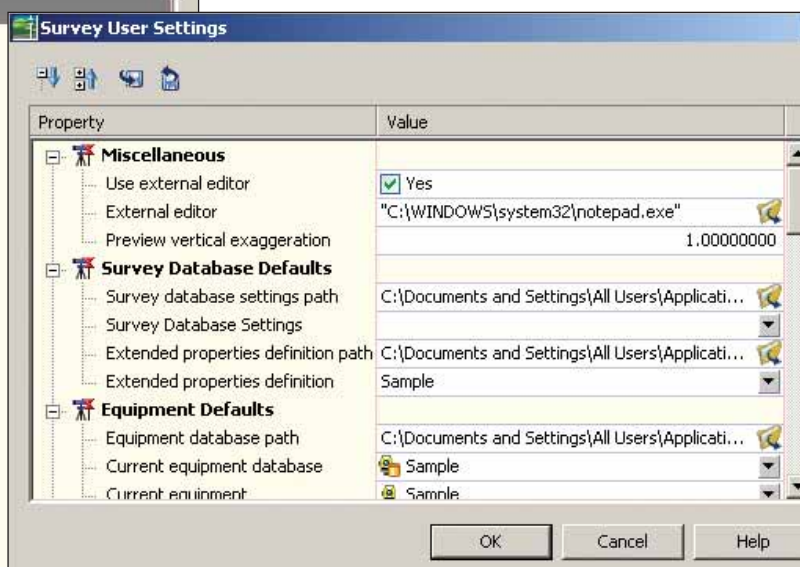 Survey User Settings
Property Value
Miscellaneous
Use external editor Yes
External editor "C:\WINDOWS\system32\notepad.exe"
Preview vertical exaggeration 1.00000000
Survey Database Defaults
Survey database settings path C:\Documents and Settings\All Users\Applicati...
Survey Database Settings
Extended properties definition path C:\Documents and Settings\All Users\Applicati...
Extended properties definition Sample
Equipment Defaults
Equipment database path C:\Documents and Settings\All Users\Applicati...
Current equipment database Sample
Current equipment Sample
OK Cancel Help